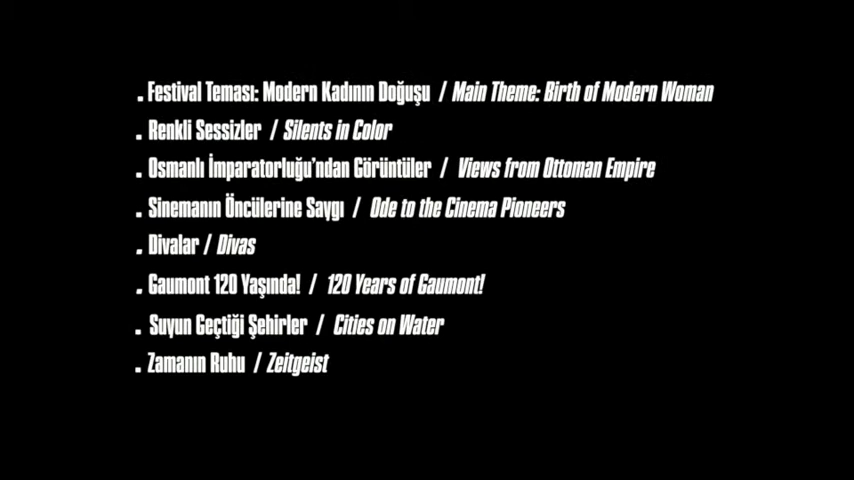 . Festival Teması: Modern Kadının Doğuşu / Main Theme: Birth of Modern Woman
. Renkli Sessizler / Silents in Color
. Osmanlı İmparatorluğu'ndan Görüntüler / Views from Ottoman Empire
. Sinemanın Öncülerine Saygı / Ode to the Cinema Pioneers
. Divalar / Divas
. Gaumont 120 Yaşında! / 120 Years of Gaumont!
. Suyun Geçtiği Şehirler / Cities on Water
. Zamanın Ruhu / Zeitgeist